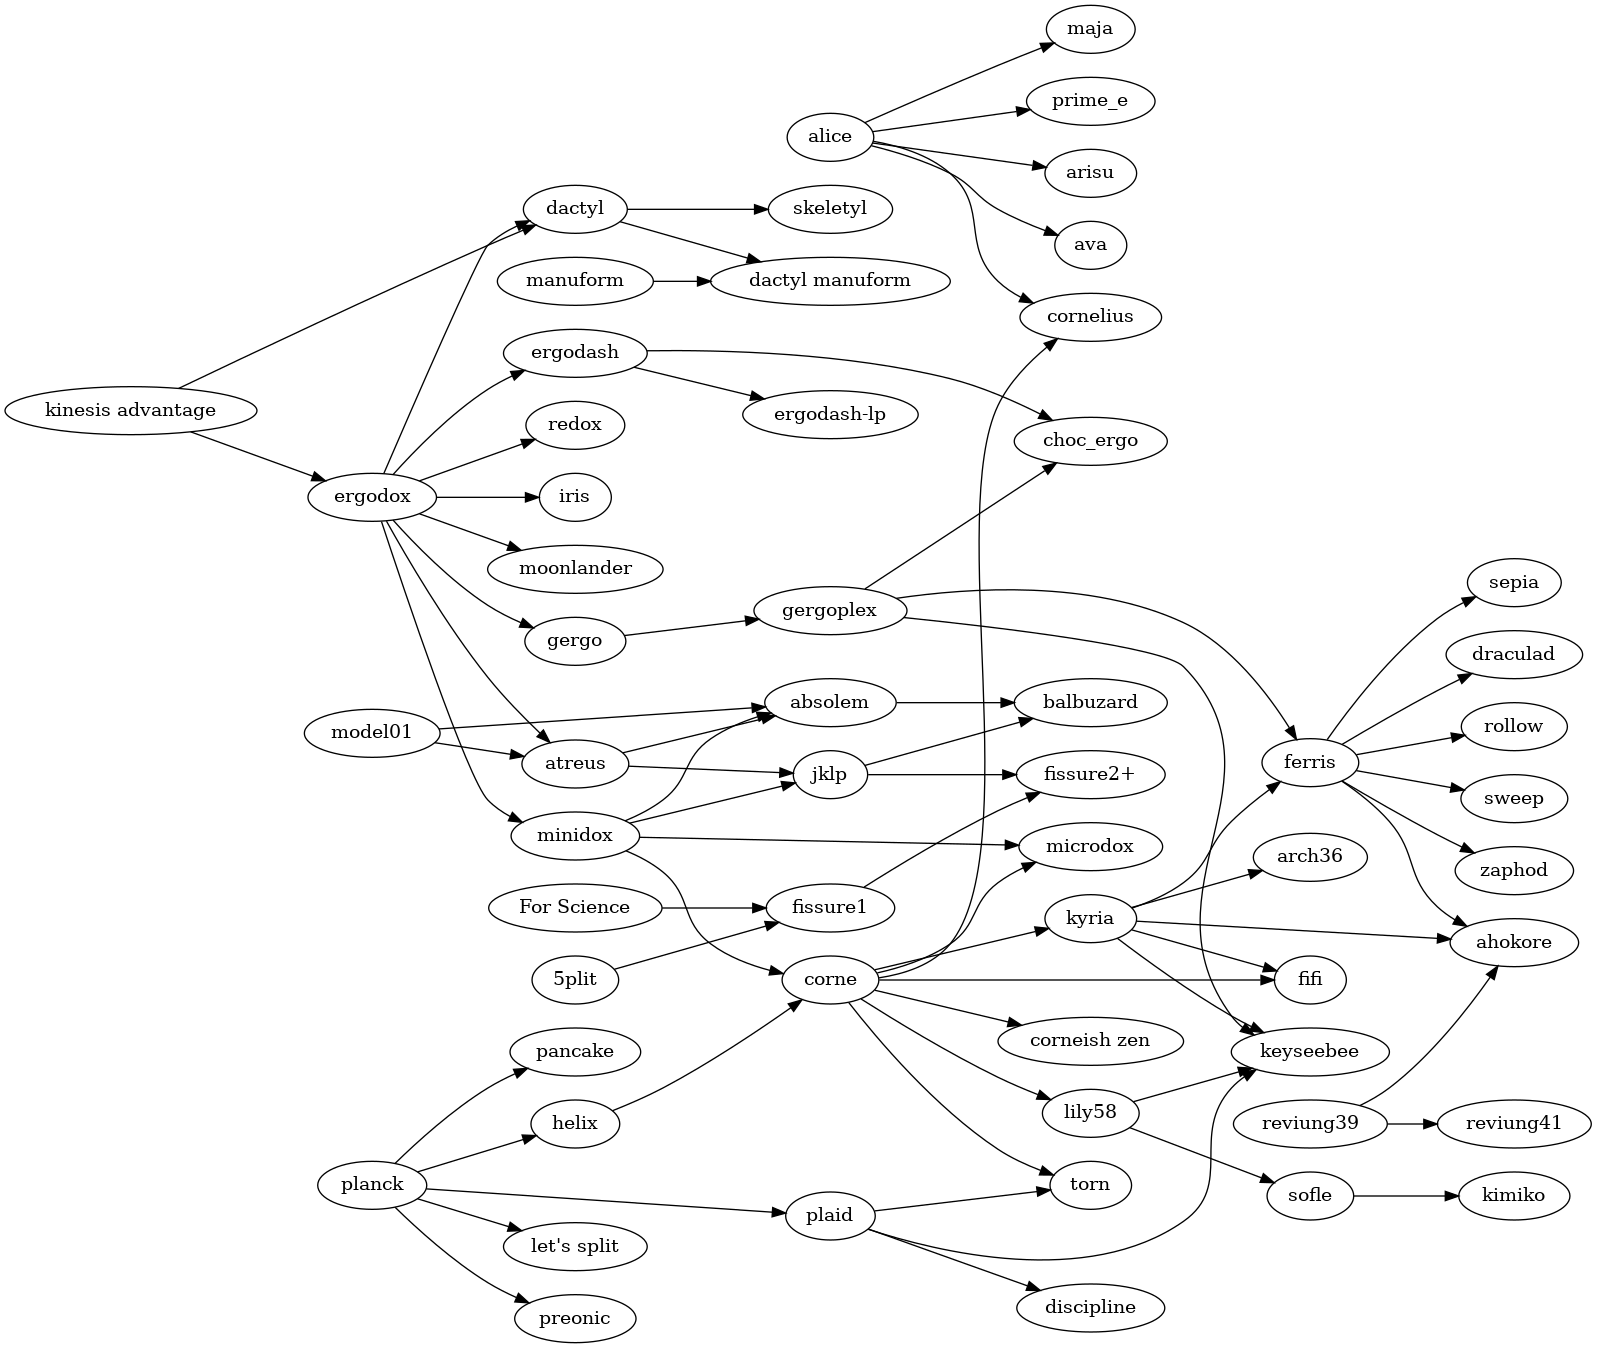 maja
prime_e
alice
arisu
dactyl
skeletyl
ava
manuform
dactyl manuform
cornelius
ergodash
kinesis advantage
ergodash-lp
redox
choc_ergo
ergodox
iris
moonlander
sepia
gergoplex
gergo
draculad
absolem
balbuzard
rollow
model01
atreus
jklp
fissure2+
ferris
sweep
minidox
microdox
arch36
zaphod
For Science
fissure1
kyria
ahokore
5plit
corne
fifi
pancake
corneish zen
keyseebee
helix
lily58
reviung39
reviung41
planck
torn
sofle
kimiko
plaid
let's split
preonic
discipline